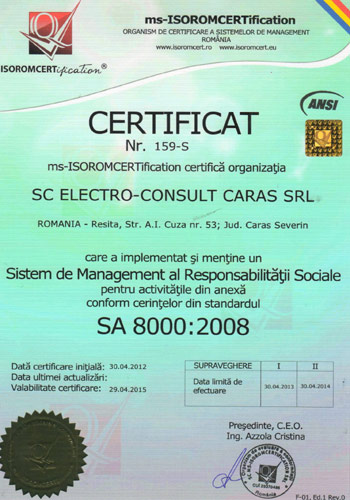 ms-ISOROMCERTification
ORGANISM DE CERTIFICARE A SISTEMELOR DE MANAGEMENT
ROMÂNIA
www.isoromcert.ro www.isoromcert.eu
ISOROMCERTification®
ANSI
CERTIFICAT
Nr. 159-S
ms-ISOROMCERTification certifică organizaţia
SC ELECTRO-CONSULT CARAS SRL
ROMANIA - Resita, Str. A.I. Cuza nr. 53; Jud. Caras Severin
care a implementat şi menţine un
Sistem de Management al Responsabilităţii Sociale
pentru activităţile din anexă
conform cerinţelor din standardul
SA 8000:2008
Dată certificare iniţială: 30.04.2012
Data ultimei actualizări:
Valabilitate certificare: 29.04.2015
SUPRAVEGHERE I II
Data limită de efectuare 30.04.2013 30.04.2014
Preşedinte, C.E.O.
Ing. Azzola Cristina
România
F-01, Ed.1 Rev.0